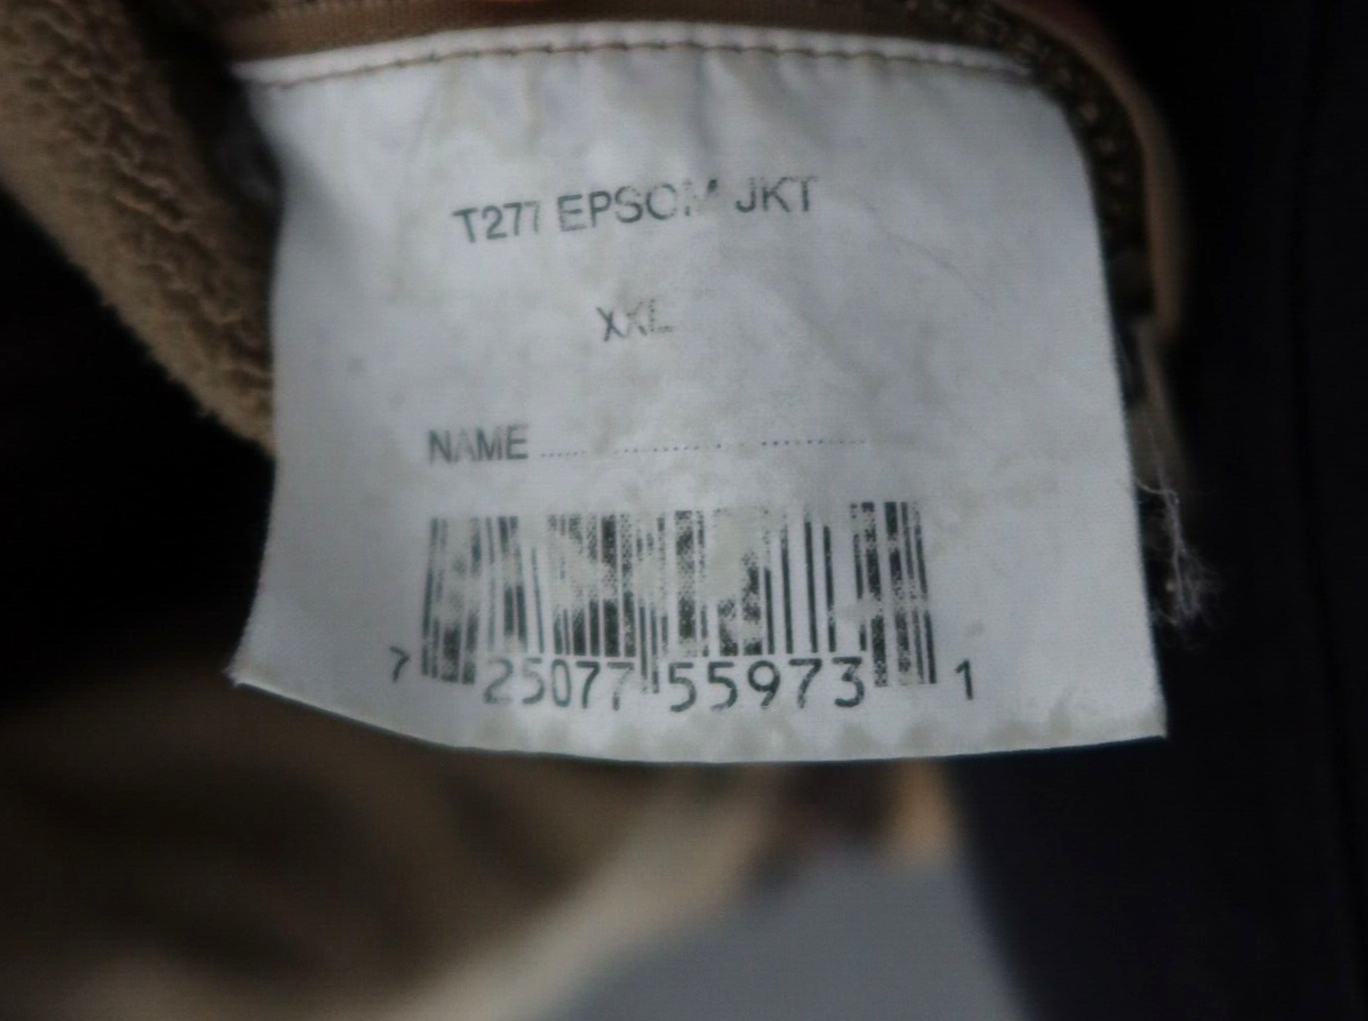 T277 EPSOM JKT
XXL
NAME ..............................
7 25077 55973 1